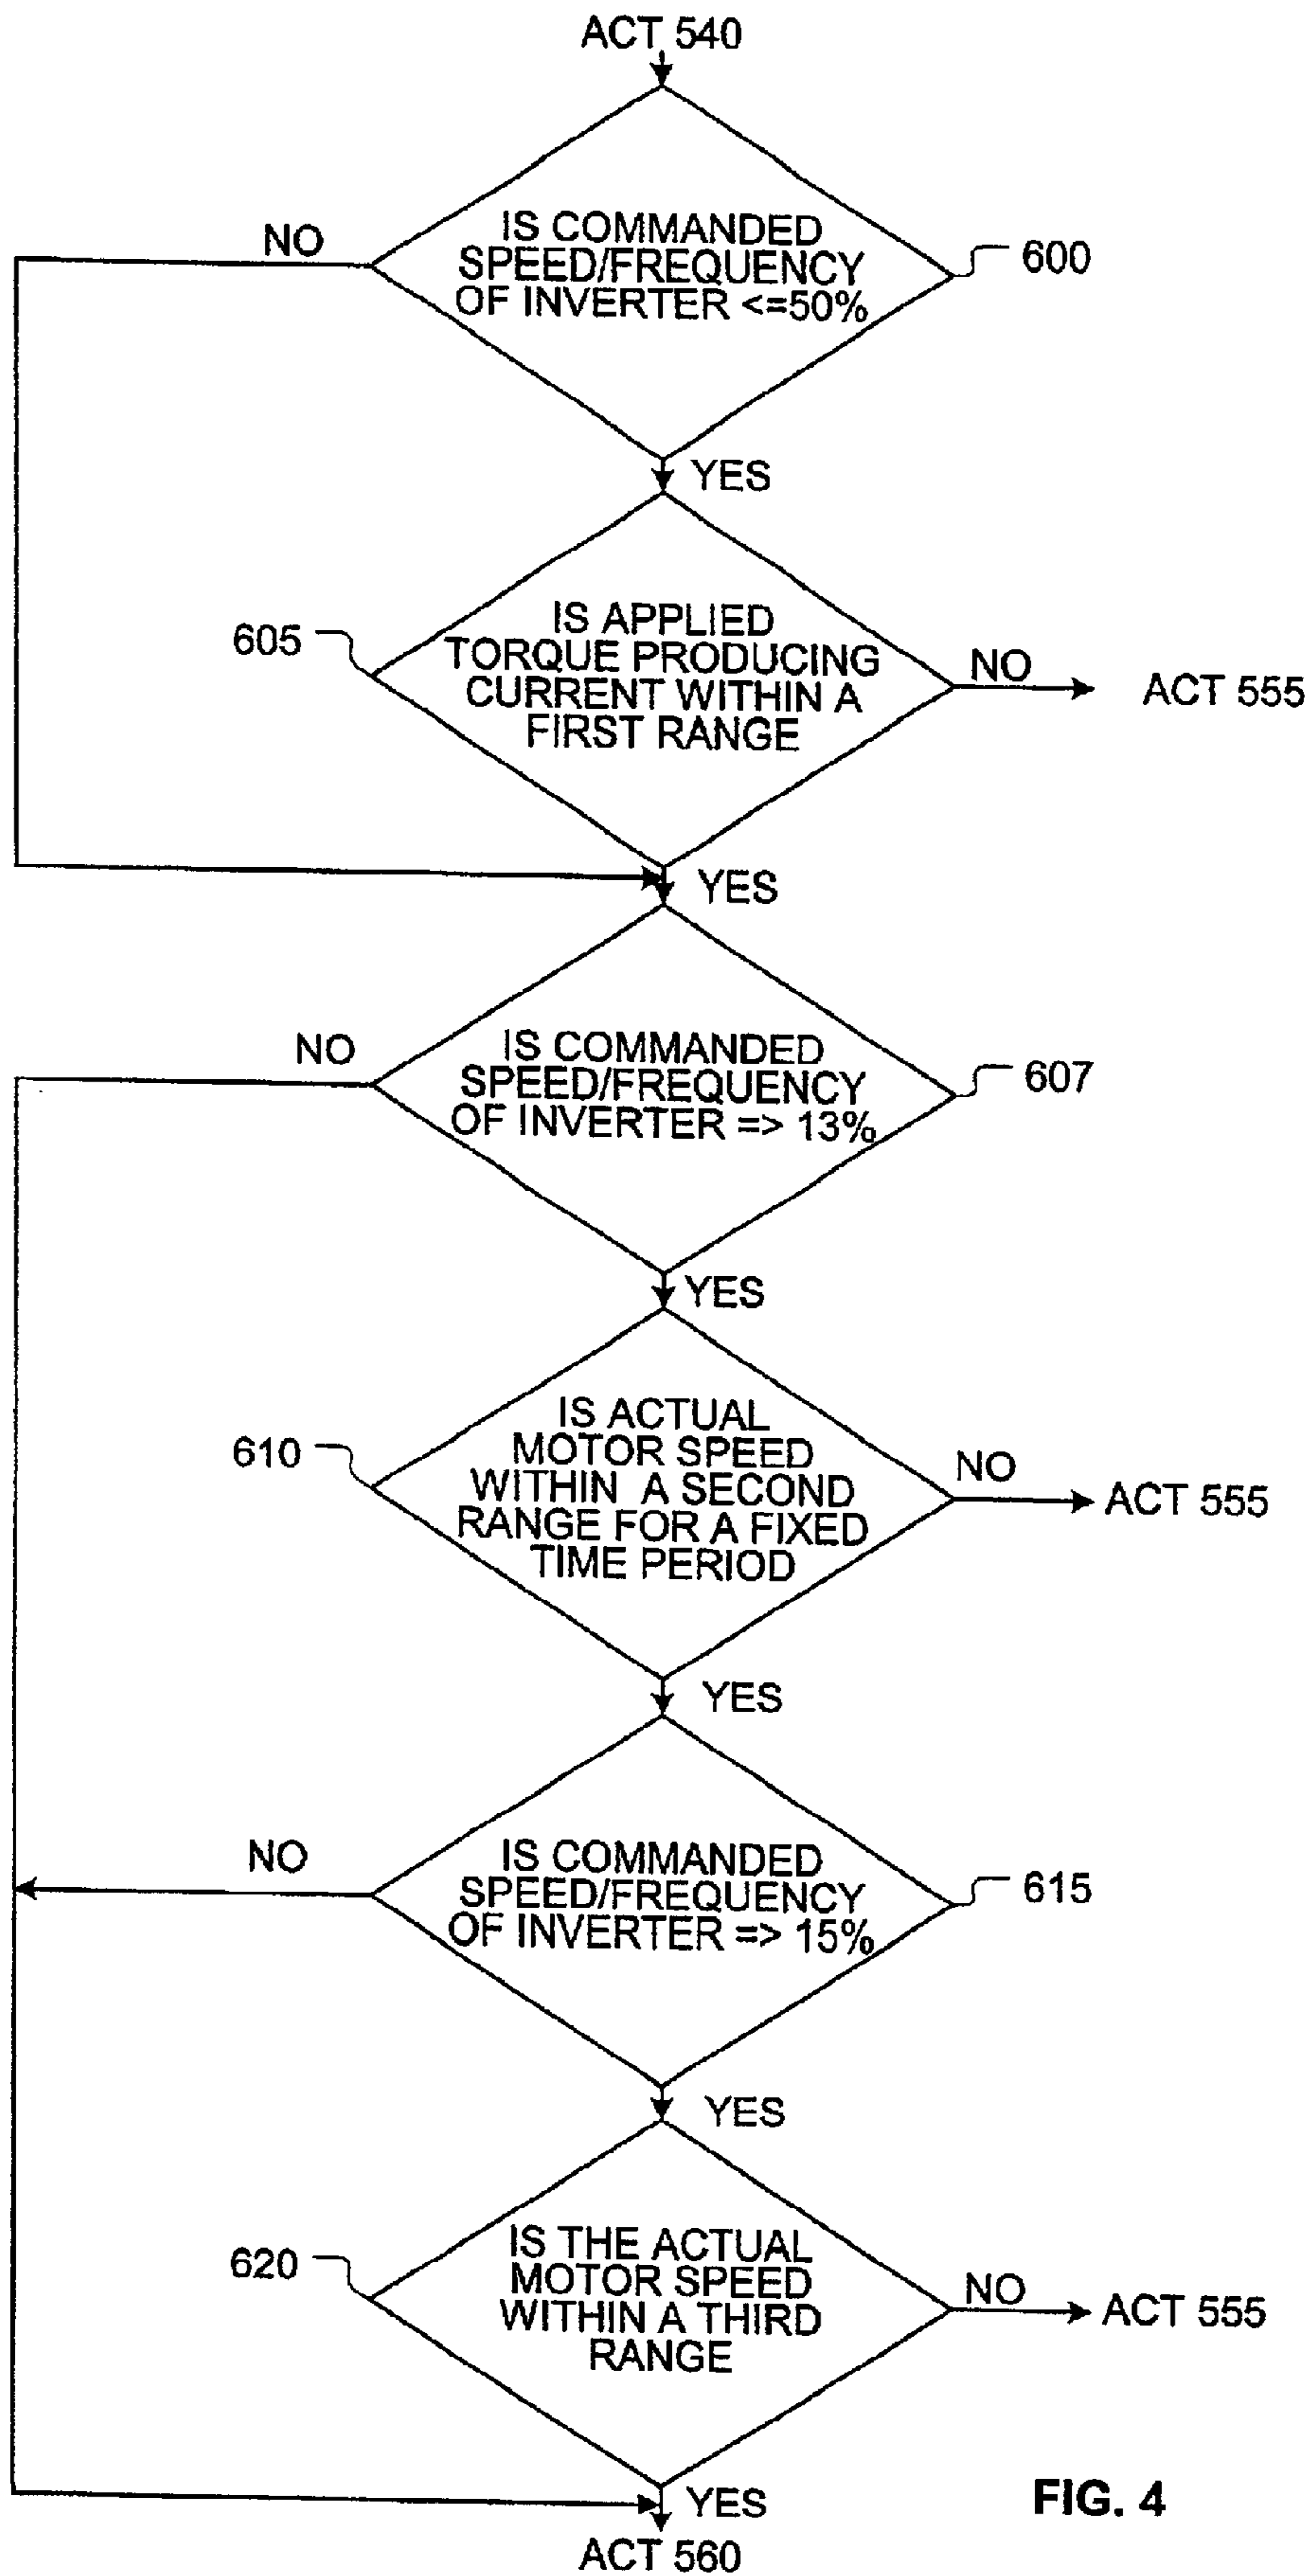 ACT 540
IS COMMANDED
SPEED/FREQUENCY
OF INVERTER <=50%
NO
600
YES
IS APPLIED
TORQUE PRODUCING
CURRENT WITHIN A
FIRST RANGE
605
NO
ACT 555
YES
IS COMMANDED
SPEED/FREQUENCY
OF INVERTER => 13%
NO
607
YES
IS ACTUAL
MOTOR SPEED
WITHIN A SECOND
RANGE FOR A FIXED
TIME PERIOD
610
NO
ACT 555
YES
IS COMMANDED
SPEED/FREQUENCY
OF INVERTER => 15%
NO
615
YES
IS THE ACTUAL
MOTOR SPEED
WITHIN A THIRD
RANGE
620
NO
ACT 555
YES
ACT 560
FIG. 4